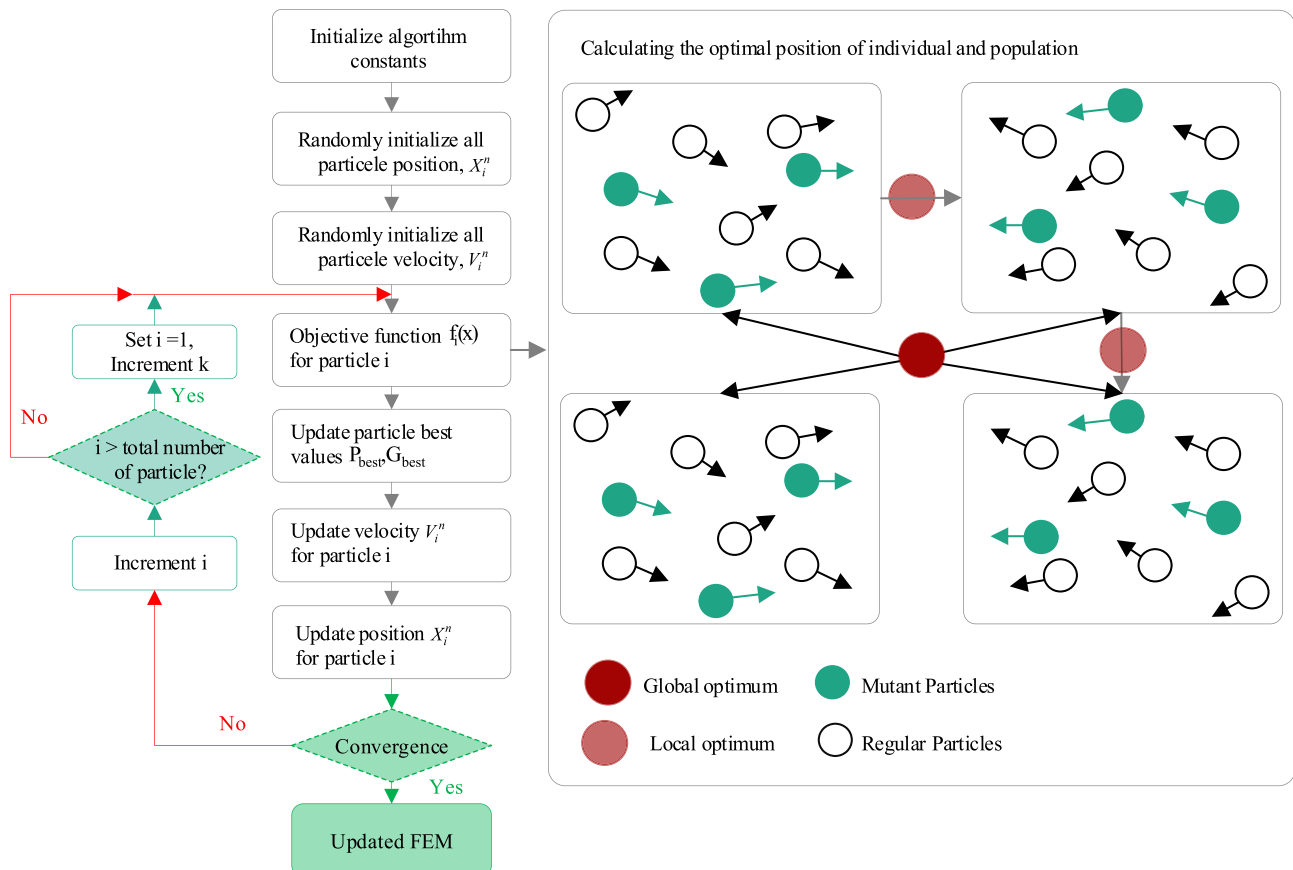 Initialize algortihm
constants
Randomly initialize all
particele position, X_i^n
Randomly initialize all
particele velocity, V_i^n
Objective function f_i(x)
for particle i
Update particle best
values P_best,G_best
Update velocity V_i^n
for particle i
Update position X_i^n
for particle i
Convergence
Yes
Updated FEM
No
Increment i
i > total number
of particle?
No
Yes
Set i =1,
Increment k
Calculating the optimal position of individual and population
Global optimum
Mutant Particles
Local optimum
Regular Particles